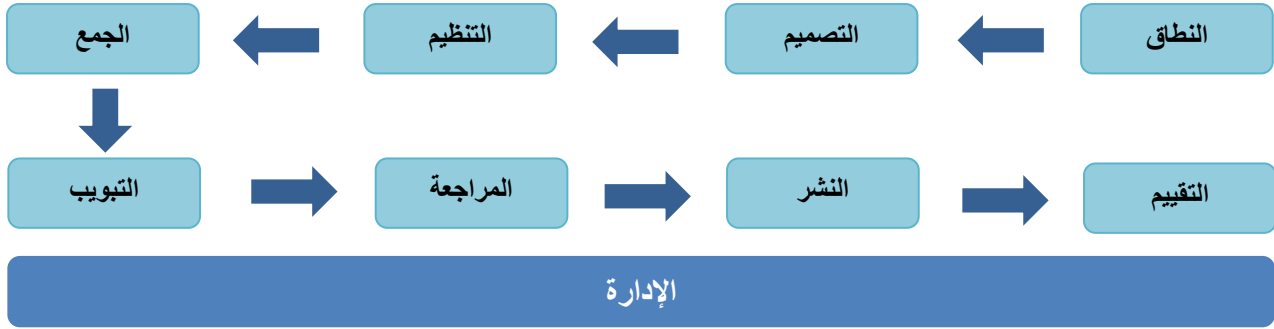 النطاق
التصميم
التنظيم
الجمع
التبويب
المراجعة
النشر
التقييم
الإدارة